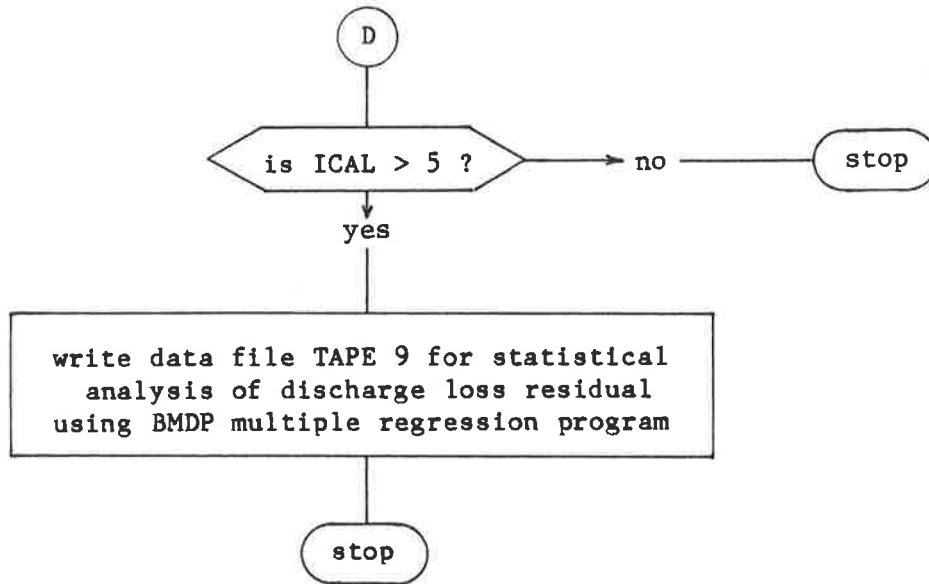 D
is ICAL > 5 ?
no
stop
yes
write data file TAPE 9 for statistical
analysis of discharge loss residual
using BMDP multiple regression program
stop